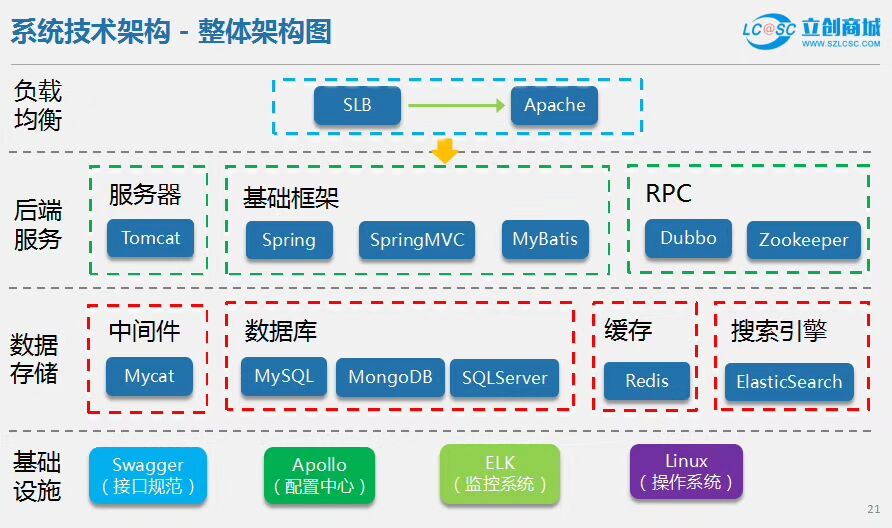 系统技术架构 - 整体架构图
LC@SC 立创商城
WWW.SZLCSC.COM
负载
均衡
SLB
Apache
后端
服务
服务器
Tomcat
基础框架
Spring
SpringMVC
MyBatis
RPC
Dubbo
Zookeeper
数据
存储
中间件
Mycat
数据库
MySQL
MongoDB
SQLServer
缓存
Redis
搜索引擎
ElasticSearch
基础
设施
Swagger
（接口规范）
Apollo
（配置中心）
ELK
（监控系统）
Linux
（操作系统）
21